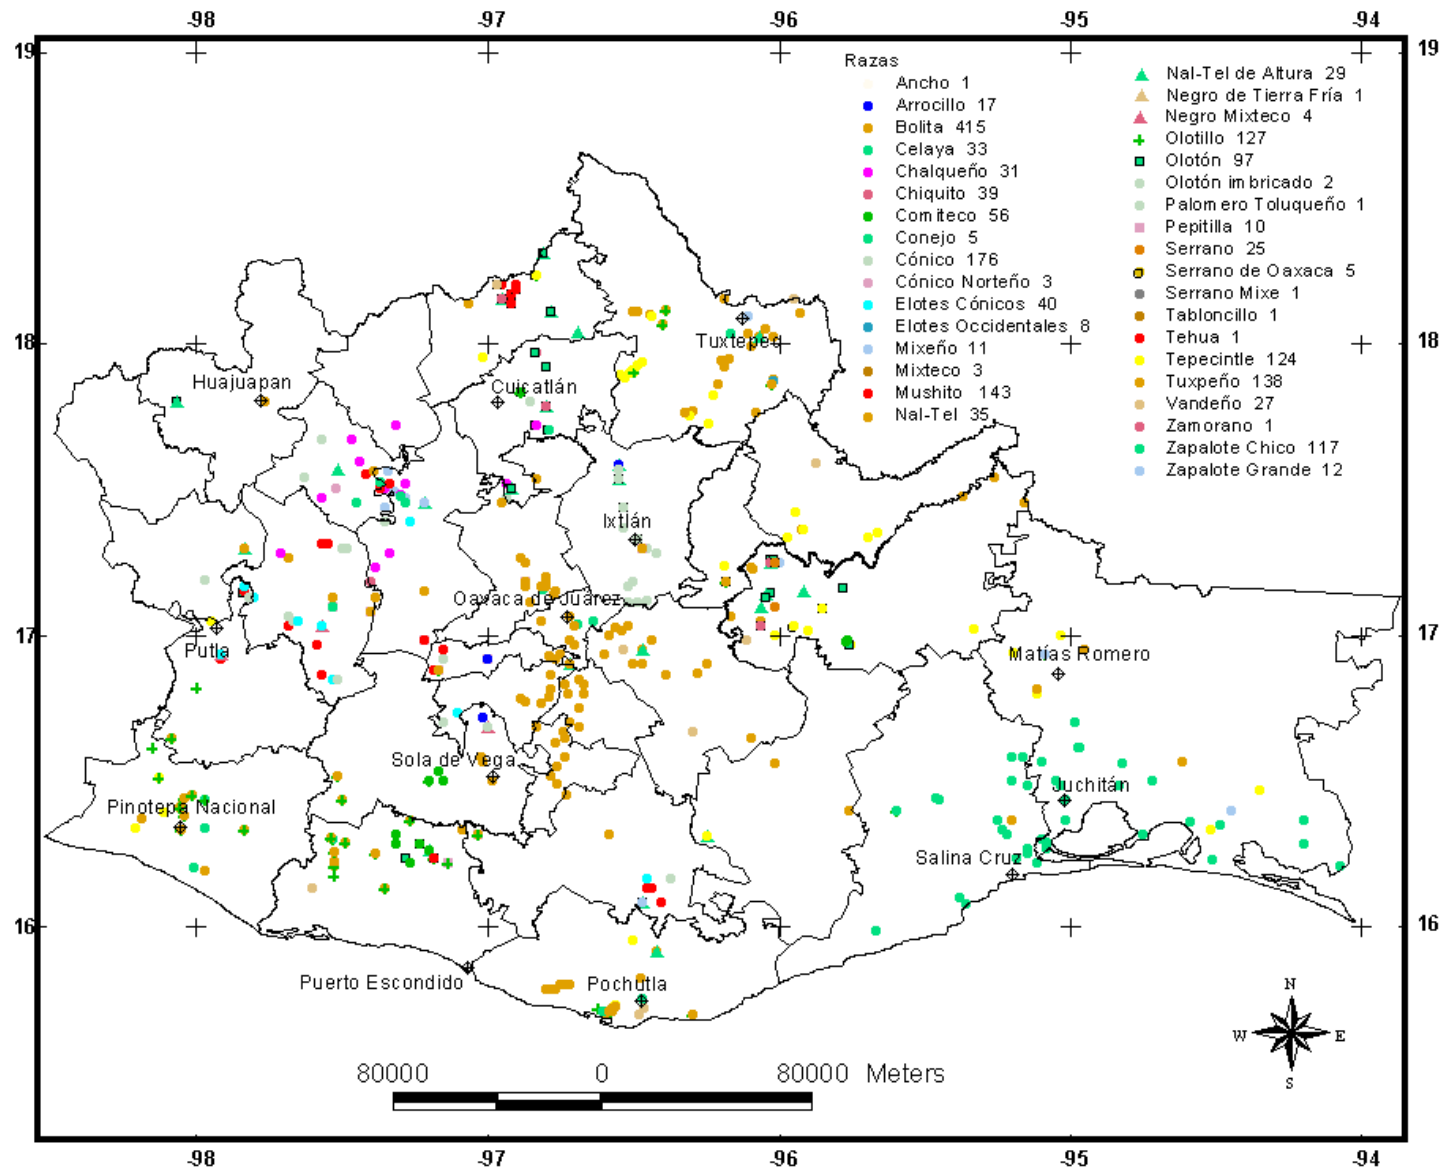 -98 -97 -96 -95 -94
19 19
Razas
Ancho 1
Arrocillo 17
Bolita 415
Celaya 33
Chalqueño 31
Chiquito 39
Comiteco 56
Conejo 5
Cónico 176
Cónico Norteño 3
Elotes Cónicos 40
Elotes Occidentales 8
Mixeño 11
Mixteco 3
Mushito 143
Nal-Tel 35
Nal-Tel de Altura 29
Negro de Tierra Fría 1
Negro Mixteco 4
Olotillo 127
Olotón 97
Olotón imbricado 2
Palomero Toluqueño 1
Pepitilla 10
Serrano 25
Serrano de Oaxaca 5
Serrano Mixe 1
Tabloncillo 1
Tehua 1
Tepecintle 124
Tuxpeño 138
Vandeño 27
Zamorano 1
Zapalote Chico 117
Zapalote Grande 12
18 18
Tuxtepec
Huajuapan
Cuicatlán
Ixtlán
Oaxaca de Juárez
17 17
Putla
Matías Romero
Sola de Vega
Juchitán
Pinotepa Nacional
Salina Cruz
16 16
Puerto Escondido
Pochutla
N
W E
S
80000 0 80000 Meters
-98 -97 -96 -95 -94